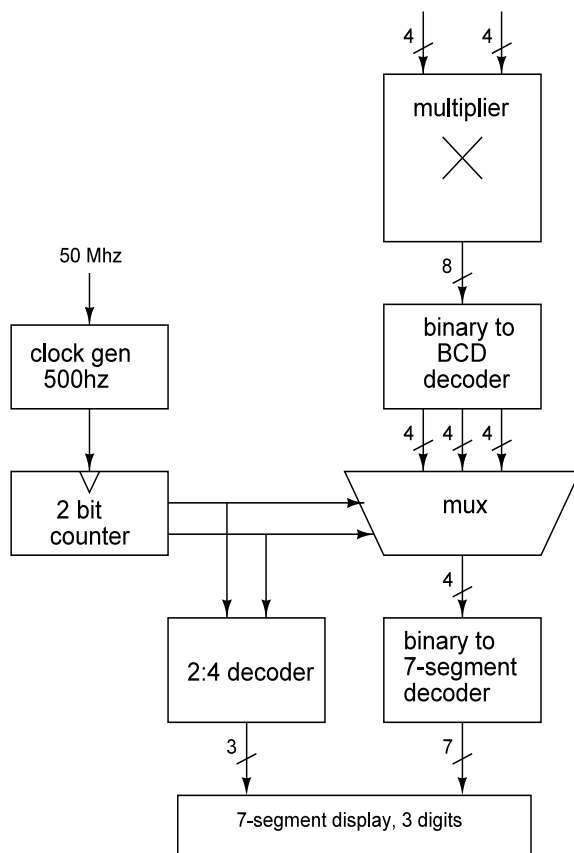 4 4
multiplier
8
50 Mhz
clock gen
500hz
binary to
BCD
decoder
4 4 4
2 bit
counter
mux
4
2:4 decoder
binary to
7-segment
decoder
3 7
7-segment display, 3 digits